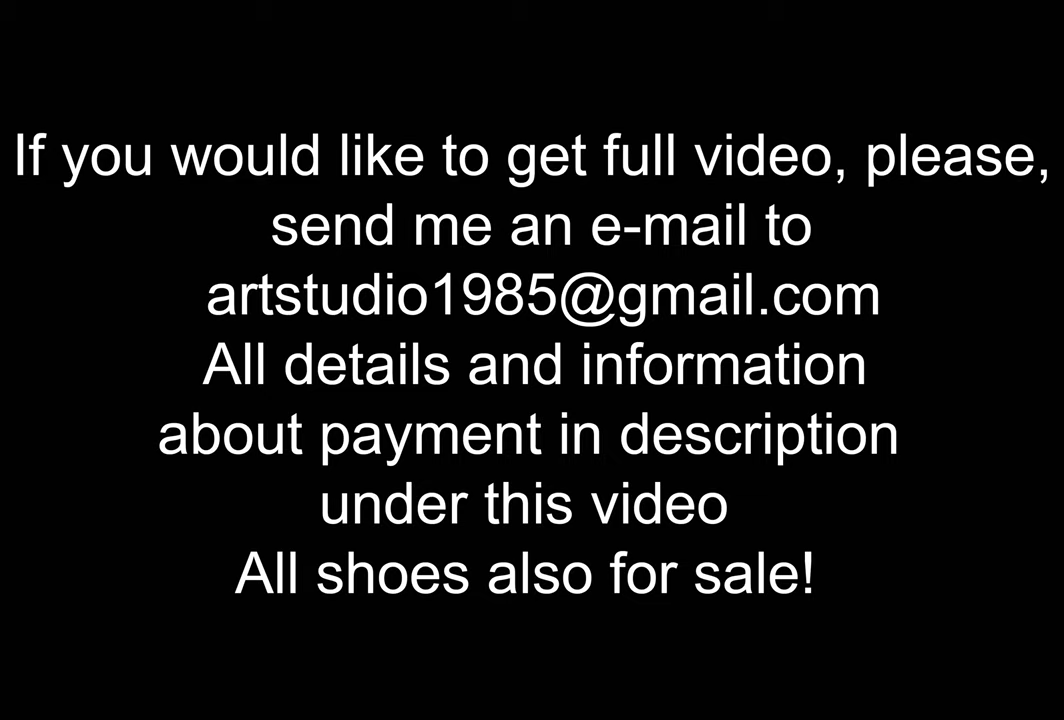 If you would like to get full video, please,
send me an e-mail to
artstudio1985@gmail.com
All details and information
about payment in description
under this video
All shoes also for sale!